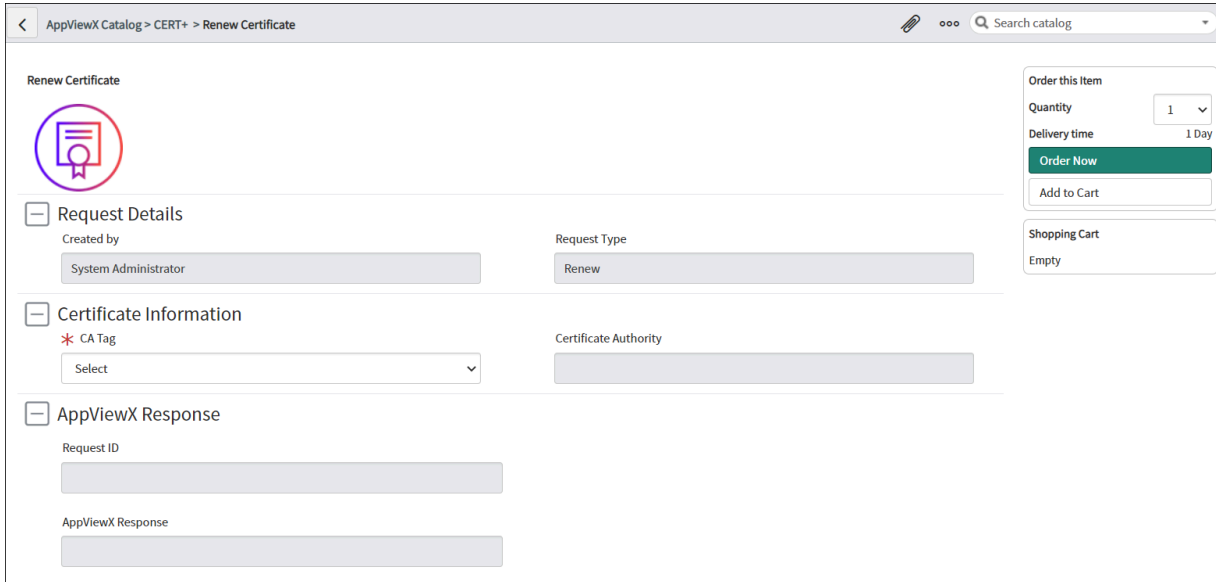 AppViewX Catalog > CERT+ > Renew Certificate
Search catalog
Renew Certificate
Order this Item
Quantity 1
Delivery time 1 Day
Order Now
Add to Cart
Shopping Cart
Empty
Request Details
Created by Request Type
System Administrator Renew
Certificate Information
CA Tag Certificate Authority
Select
AppViewX Response
Request ID
AppViewX Response